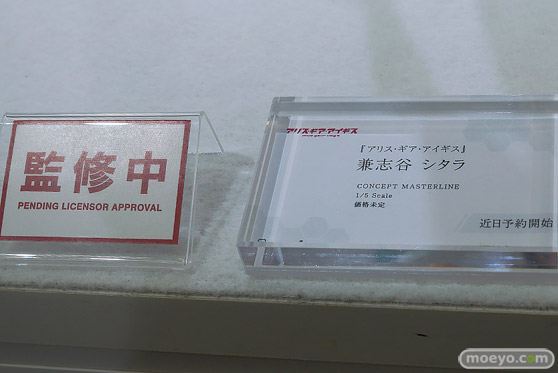 監修中
PENDING LICENSOR APPROVAL
アリス・ギア・アイギス
『アリス・ギア・アイギス』
兼志谷 シタラ
CONCEPT MASTERLINE
1/5 Scale
価格未定
近日予約開始
moeyo.com